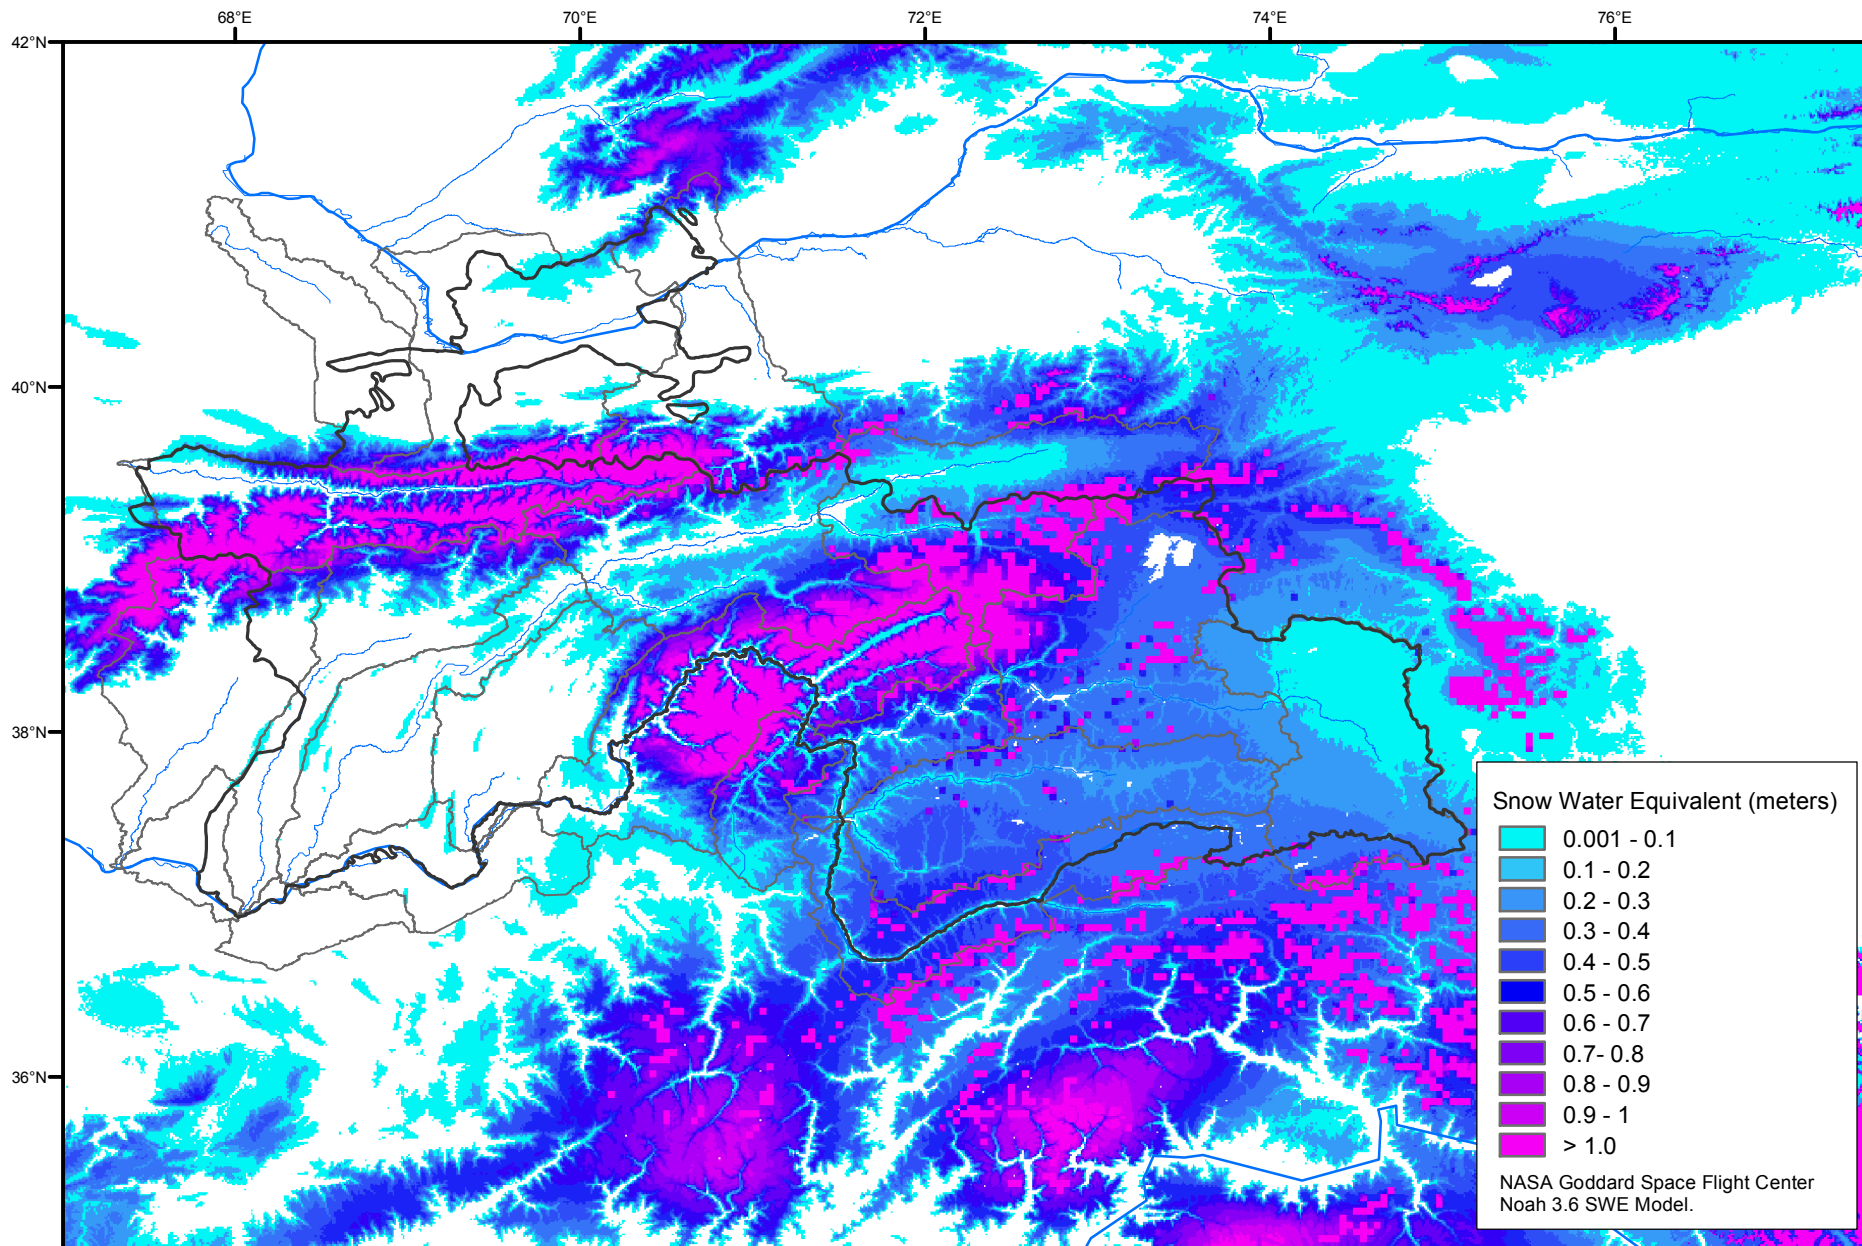 68°E
70°E
72°E
74°E
76°E
42°N
40°N
38°N
36°N
Snow Water Equivalent (meters)
0.001 - 0.1
0.1 - 0.2
0.2 - 0.3
0.3 - 0.4
0.4 - 0.5
0.5 - 0.6
0.6 - 0.7
0.7- 0.8
0.8 - 0.9
0.9 - 1
> 1.0
NASA Goddard Space Flight Center
Noah 3.6 SWE Model.